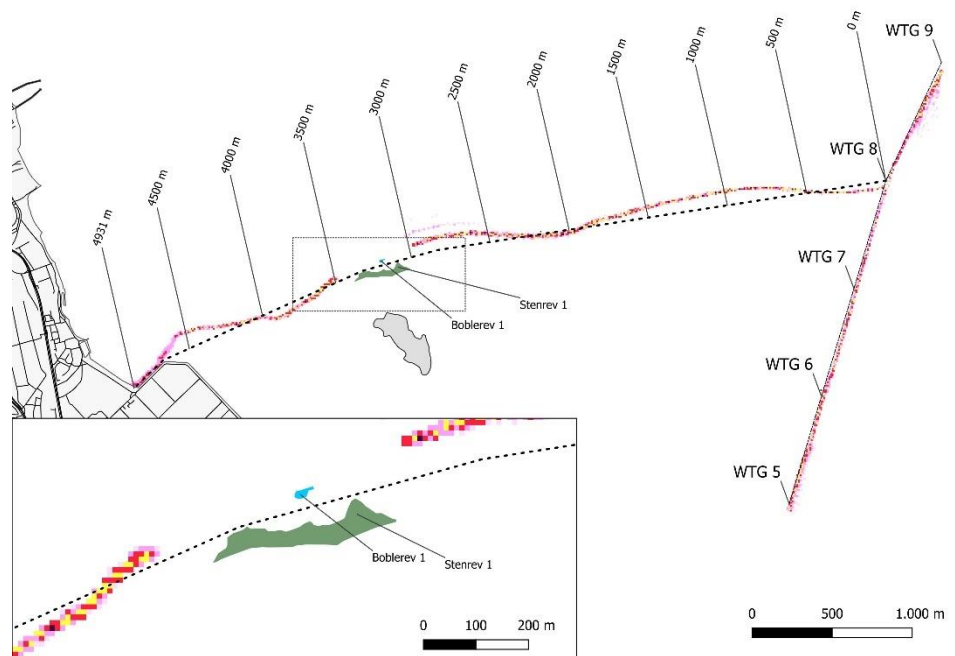 WTG 9
0 m
500 m
1000 m
1500 m
2000 m
2500 m
3000 m
3500 m
4000 m
4500 m
4931 m
WTG 8
WTG 7
Stenrev 1
Boblerev 1
WTG 6
WTG 5
Boblerev 1
Stenrev 1
0 100 200 m
0 500 1.000 m